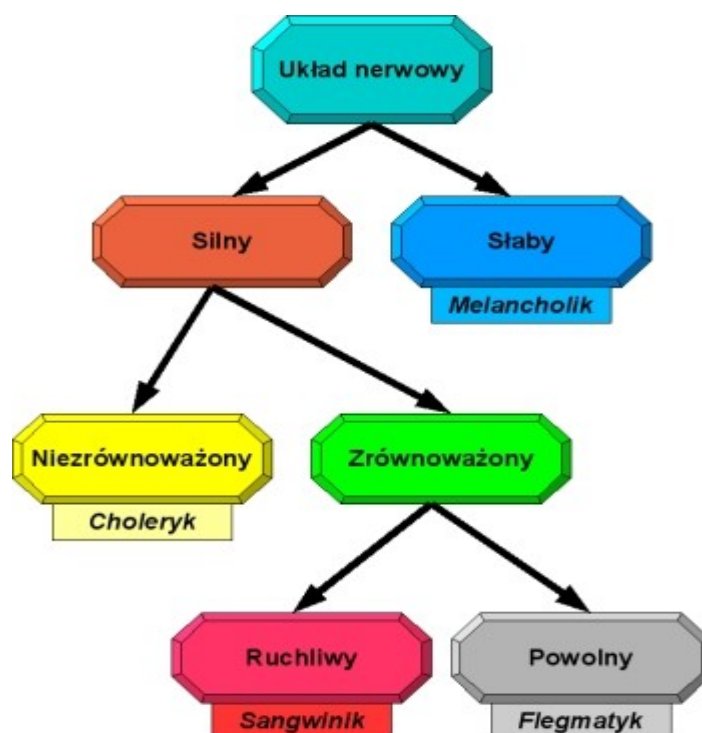 Układ nerwowy
Silny
Słaby
Melancholik
Niezrównoważony
Zrównoważony
Choleryk
Ruchliwy
Powolny
Sangwinik
Flegmatyk